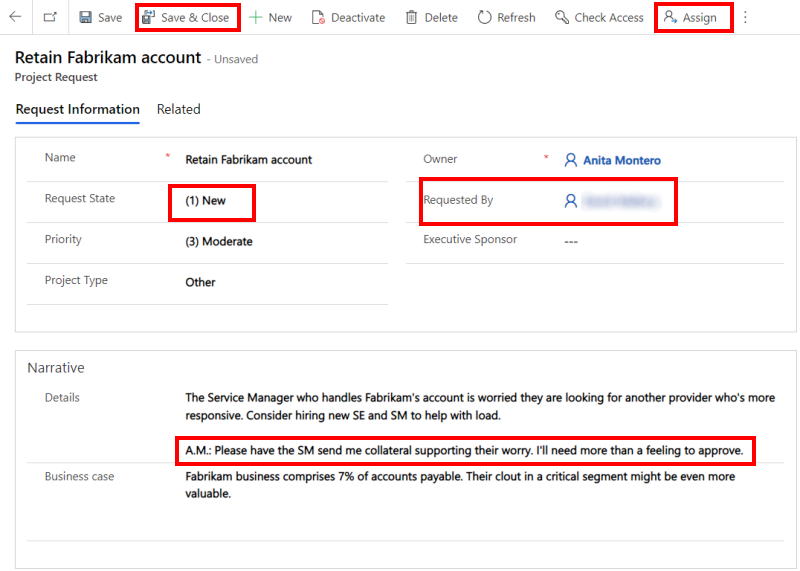 Save Save & Close New Deactivate Delete Refresh Check Access Assign
Retain Fabrikam account - Unsaved
Project Request
Request Information Related
Name * Retain Fabrikam account
Owner * Anita Montero
Request State (1) New
Requested By
Priority (3) Moderate
Executive Sponsor ---
Project Type Other
Narrative
Details
The Service Manager who handles Fabrikam's account is worried they are looking for another provider who's more
responsive. Consider hiring new SE and SM to help with load.
A.M.: Please have the SM send me collateral supporting their worry. I'll need more than a feeling to approve.
Business case
Fabrikam business comprises 7% of accounts payable. Their clout in a critical segment might be even more
valuable.